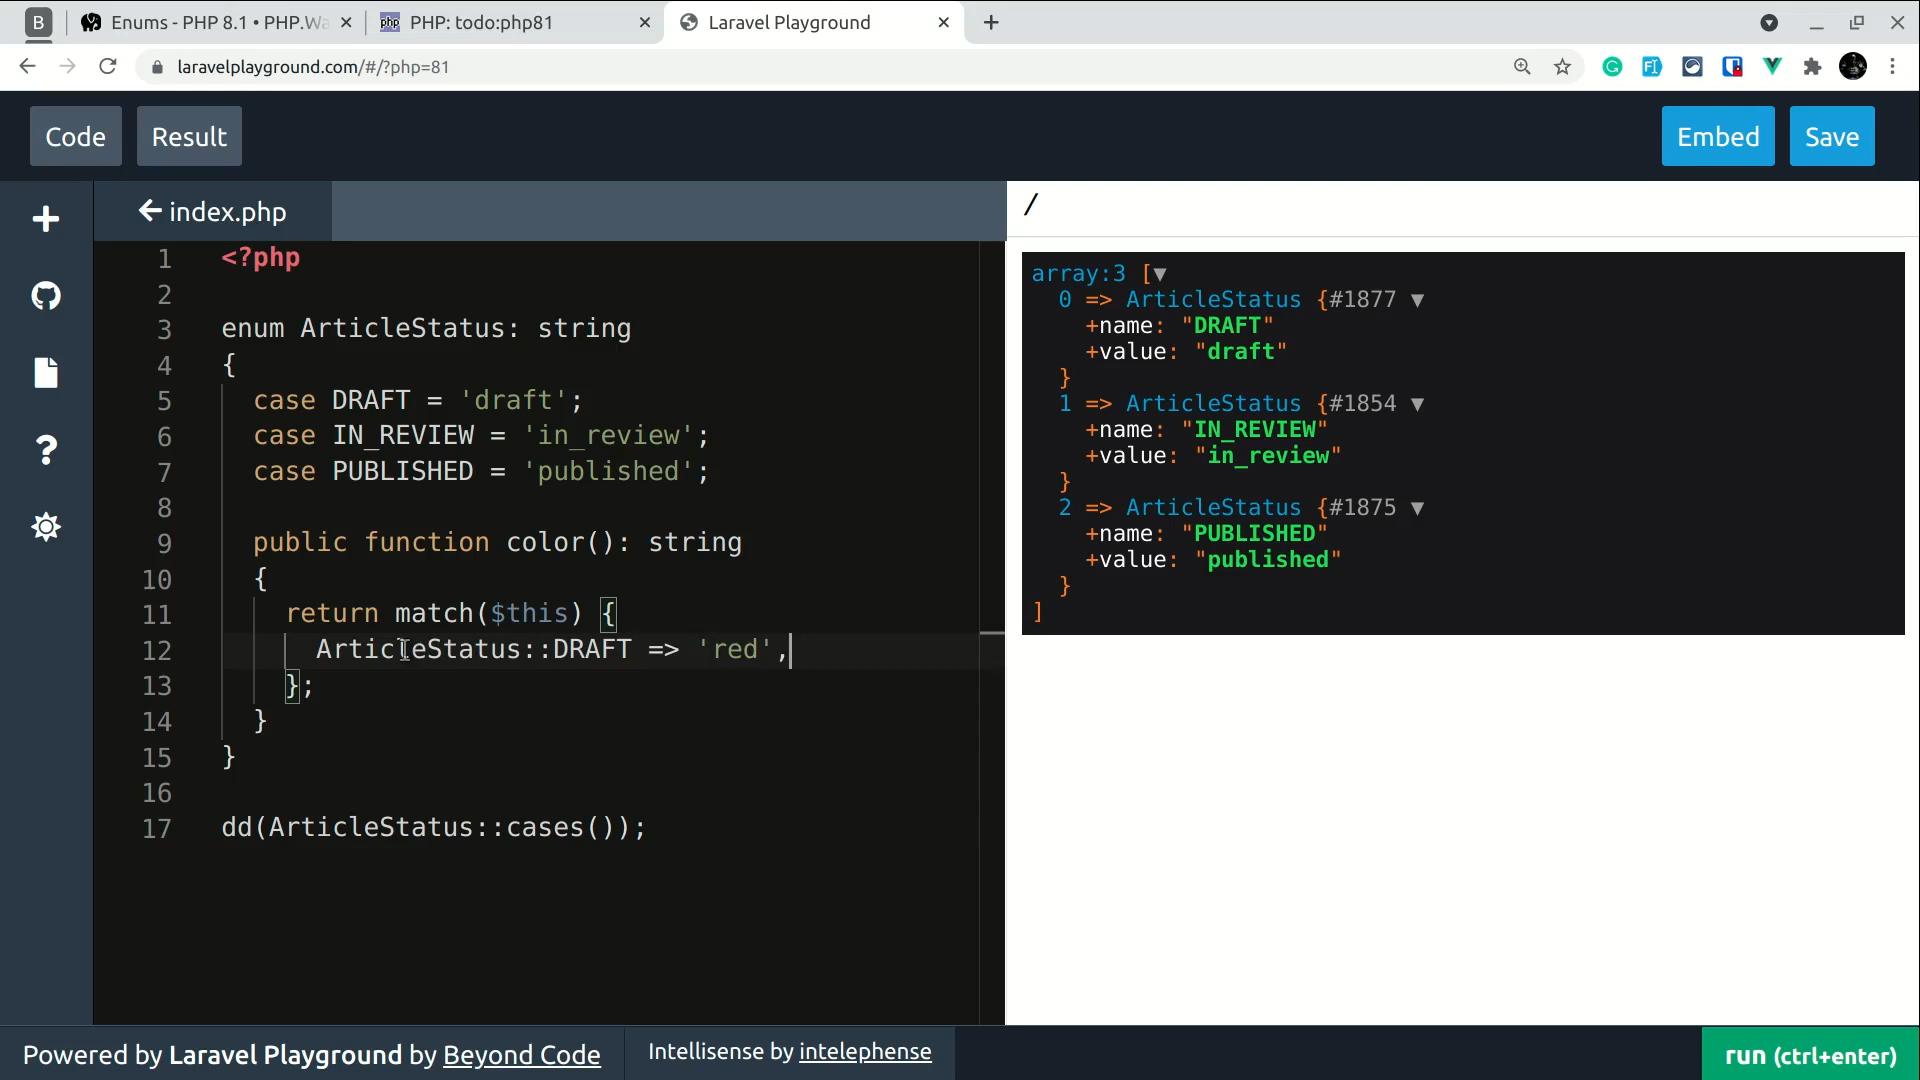 B
Enums - PHP 8.1 • PHP.Wa
php PHP: todo:php81
Laravel Playground
laravelplayground.com/#/?php=81
Code
Result
Embed
Save
index.php
/
1 <?php
2
3 enum ArticleStatus: string
4 {
5 case DRAFT = 'draft';
6 case IN_REVIEW = 'in_review';
7 case PUBLISHED = 'published';
8
9 public function color(): string
10 {
11 return match($this) {
12 ArticleStatus::DRAFT => 'red',
13 };
14 }
15 }
16
17 dd(ArticleStatus::cases());
array:3 [▼
0 => ArticleStatus {#1877 ▼
+name: "DRAFT"
+value: "draft"
}
1 => ArticleStatus {#1854 ▼
+name: "IN_REVIEW"
+value: "in_review"
}
2 => ArticleStatus {#1875 ▼
+name: "PUBLISHED"
+value: "published"
}
]
Powered by Laravel Playground by Beyond Code
Intellisense by intelephense
run (ctrl+enter)